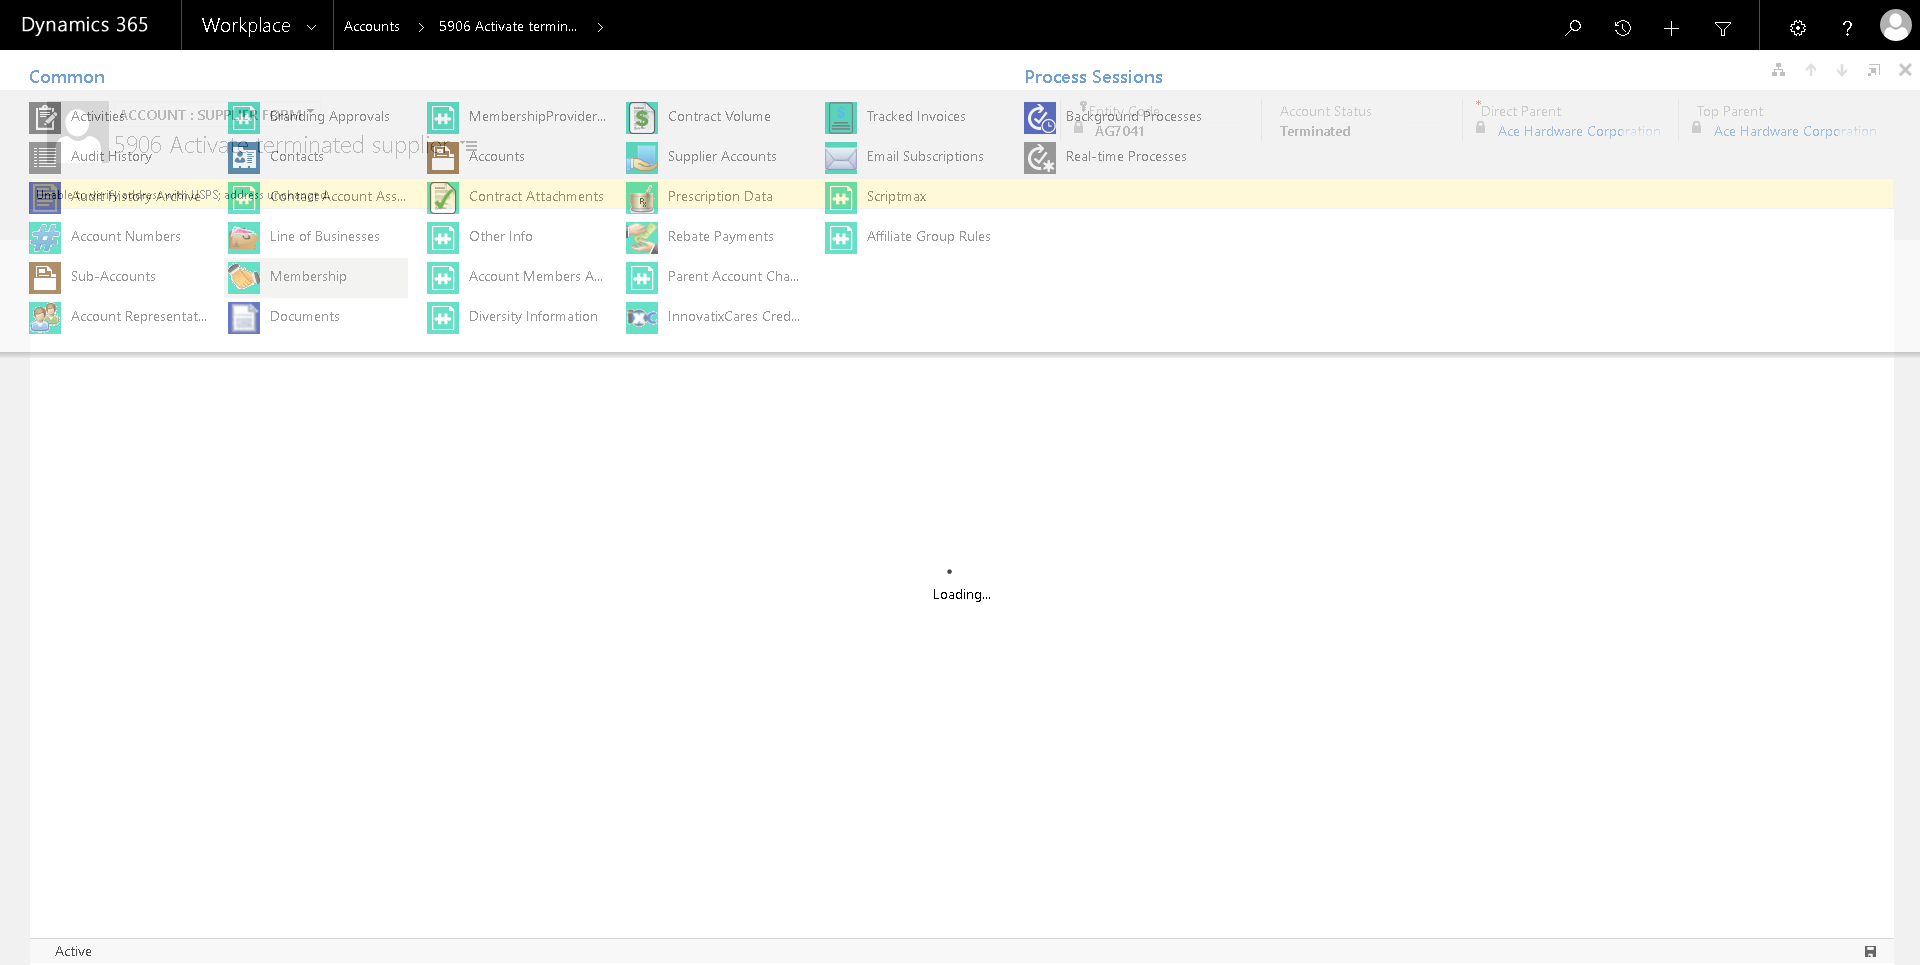 Dynamics 365
Workplace
Accounts
5906 Activate termin...
Common
Process Sessions
Activities
Branding Approvals
MembershipProvider...
Contract Volume
Tracked Invoices
Background Processes
Audit History
Contacts
Accounts
Supplier Accounts
Email Subscriptions
Real-time Processes
Audit History Archive
Contact Account Ass...
Contract Attachments
Prescription Data
Scriptmax
Account Numbers
Line of Businesses
Other Info
Rebate Payments
Affiliate Group Rules
Sub-Accounts
Membership
Account Members A...
Parent Account Cha...
Account Representat...
Documents
Diversity Information
InnovatixCares Cred...
ACCOUNT : SUPPLIER FORM
5906 Activate terminated supplier
Entity Code
AG7041
Account Status
Terminated
*Direct Parent
Ace Hardware Corporation
Top Parent
Ace Hardware Corporation
Unable to verify address with USPS; address unchanged.
Loading...
Active